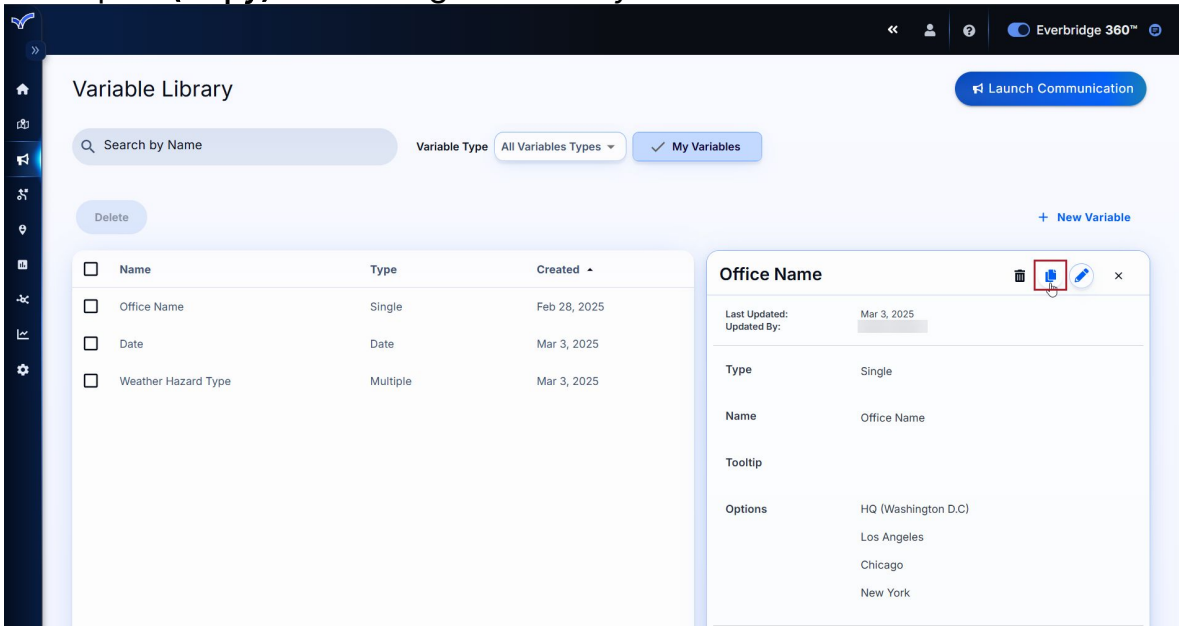 Everbridge 360™
Variable Library
Launch Communication
Search by Name
Variable Type
All Variables Types
My Variables
Delete
+ New Variable
Name Type Created
Office Name Single Feb 28, 2025
Date Date Mar 3, 2025
Weather Hazard Type Multiple Mar 3, 2025
Office Name
Last Updated: Mar 3, 2025
Updated By:
Type Single
Name Office Name
Tooltip
Options HQ (Washington D.C)
Los Angeles
Chicago
New York